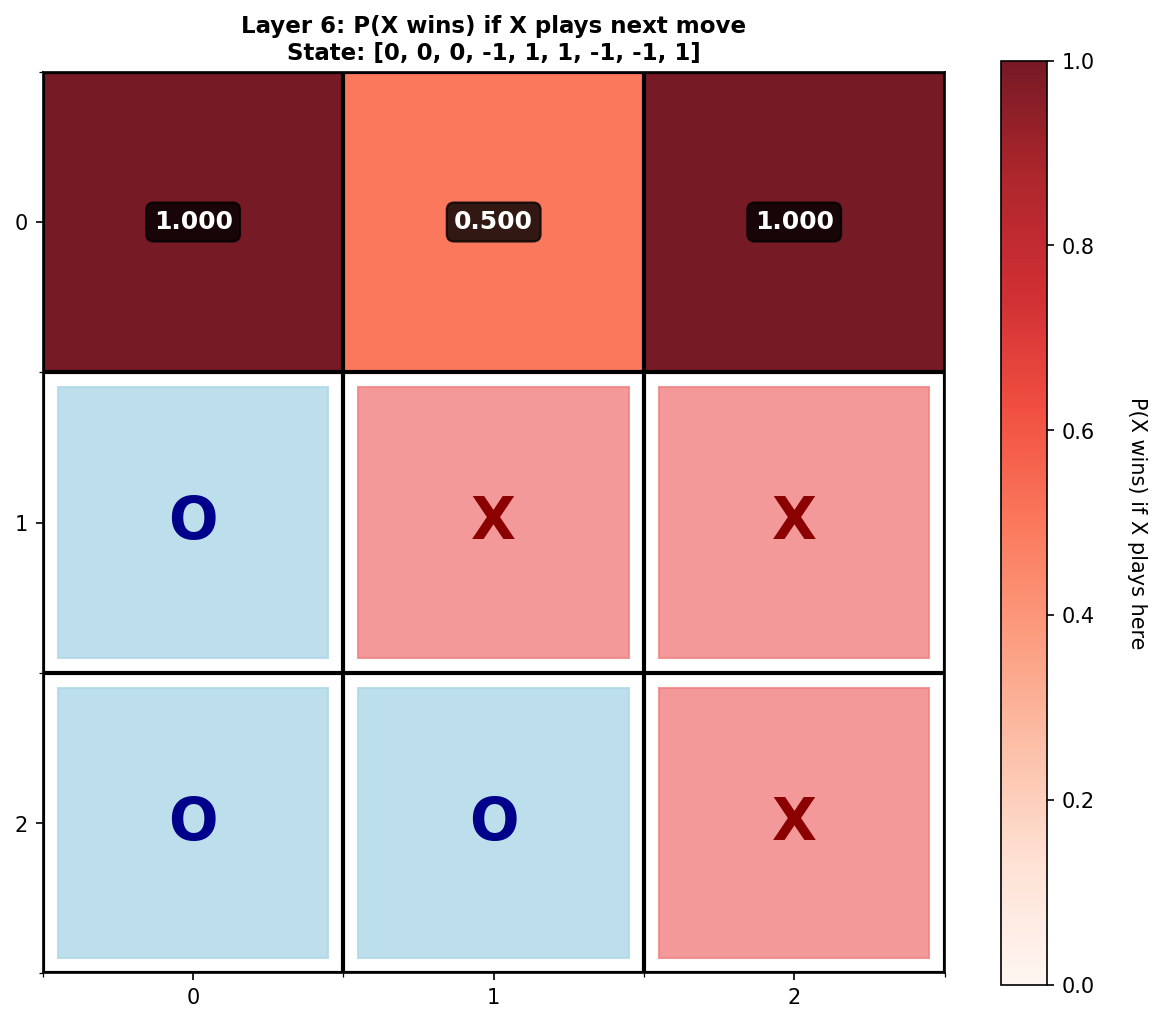 Layer 6: P(X wins) if X plays next move
State: [0, 0, 0, -1, 1, 1, -1, -1, 1]
1.000 0.500 1.000
O X X
O O X
0
1
2
0 1 2
1.0
0.8
0.6
0.4
0.2
0.0
P(X wins) if X plays here